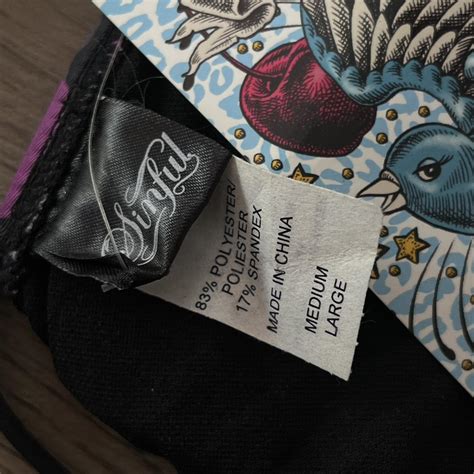 Sinful
83% POLYESTER/
POLIESTER
17% SPANDEX
MADE IN CHINA
MEDIUM
LARGE